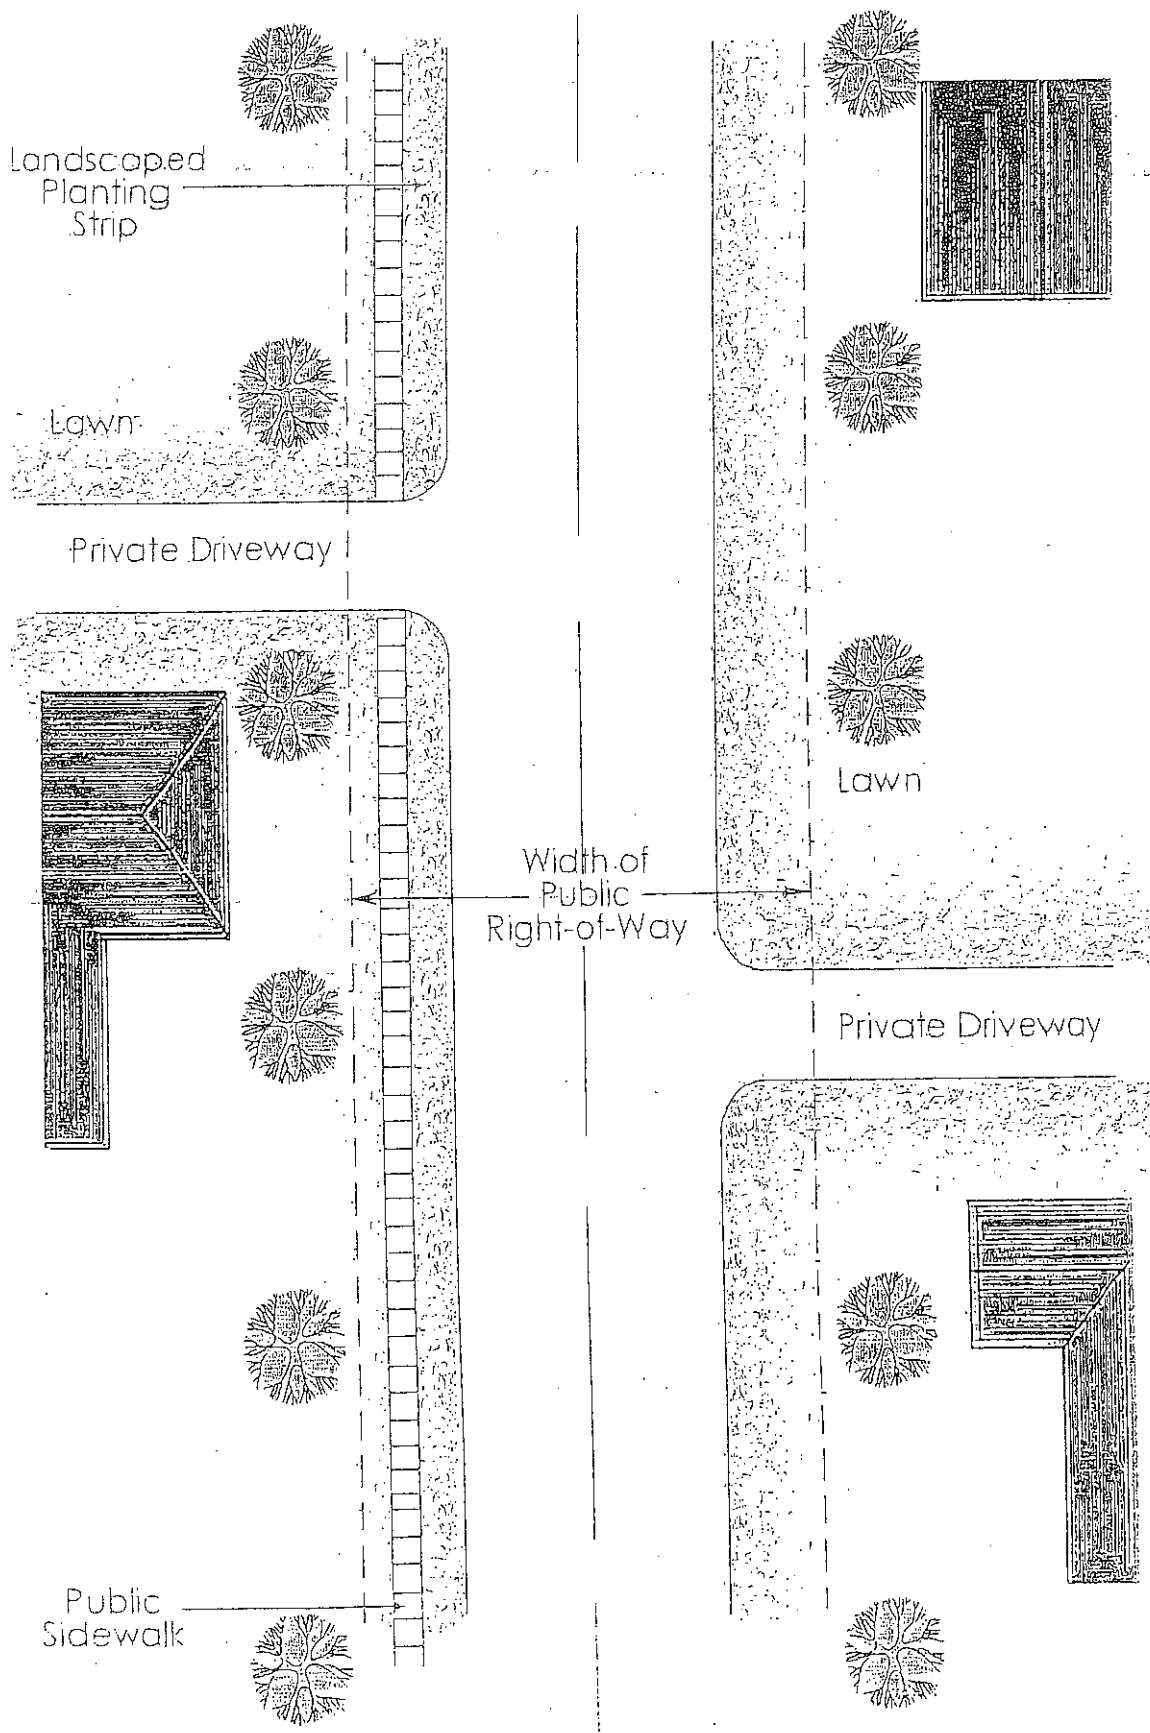 Landscaped
Planting
Strip
Lawn
Private Driveway
Lawn
Width of
Public
Right-of-Way
Private Driveway
Public
Sidewalk